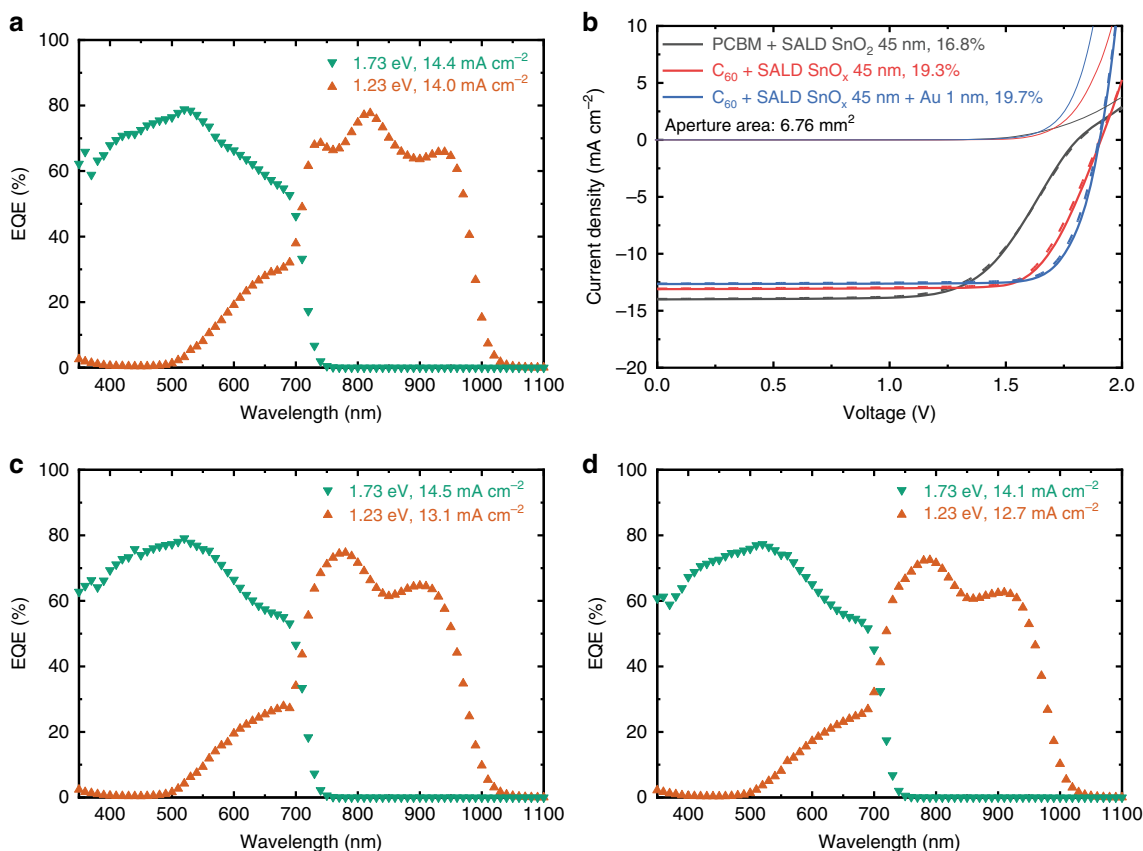 a
100
80
60
40
20
0
EQE (%)
1.73 eV, 14.4 mA cm⁻²
1.23 eV, 14.0 mA cm⁻²
400 500 600 700 800 900 1000 1100
Wavelength (nm)
b
10
5
0
−5
−10
−15
−20
Current density (mA cm⁻²)
PCBM + SALD SnO₂ 45 nm, 16.8%
C₆₀ + SALD SnOₓ 45 nm, 19.3%
C₆₀ + SALD SnOₓ 45 nm + Au 1 nm, 19.7%
Aperture area: 6.76 mm²
0.0 0.5 1.0 1.5 2.0
Voltage (V)
c
100
80
60
40
20
0
EQE (%)
1.73 eV, 14.5 mA cm⁻²
1.23 eV, 13.1 mA cm⁻²
400 500 600 700 800 900 1000 1100
Wavelength (nm)
d
100
80
60
40
20
0
EQE (%)
1.73 eV, 14.1 mA cm⁻²
1.23 eV, 12.7 mA cm⁻²
400 500 600 700 800 900 1000 1100
Wavelength (nm)